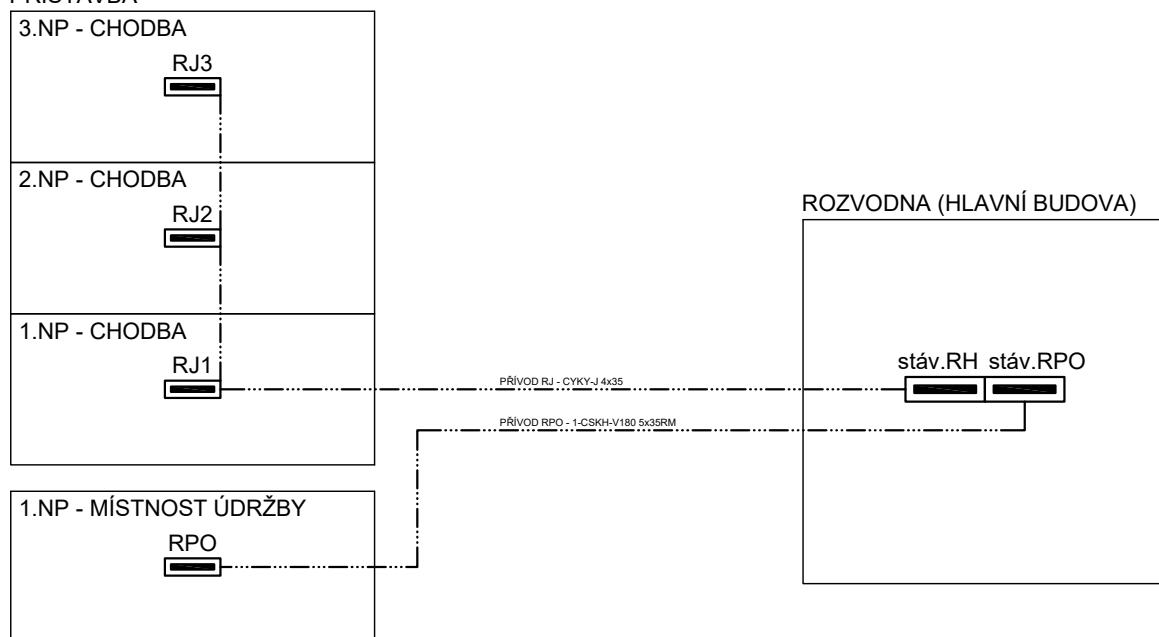 PŘÍSTAVBA
3.NP - CHODBA
RJ3
2.NP - CHODBA
RJ2
ROZVODNA (HLAVNÍ BUDOVA)
1.NP - CHODBA
RJ1
stáv.RH stáv.RPO
PŘÍVOD RJ - CYKY-J 4x35
PŘÍVOD RPO - 1-CSKH-V180 5x35RM
1.NP - MÍSTNOST ÚDRŽBY
RPO